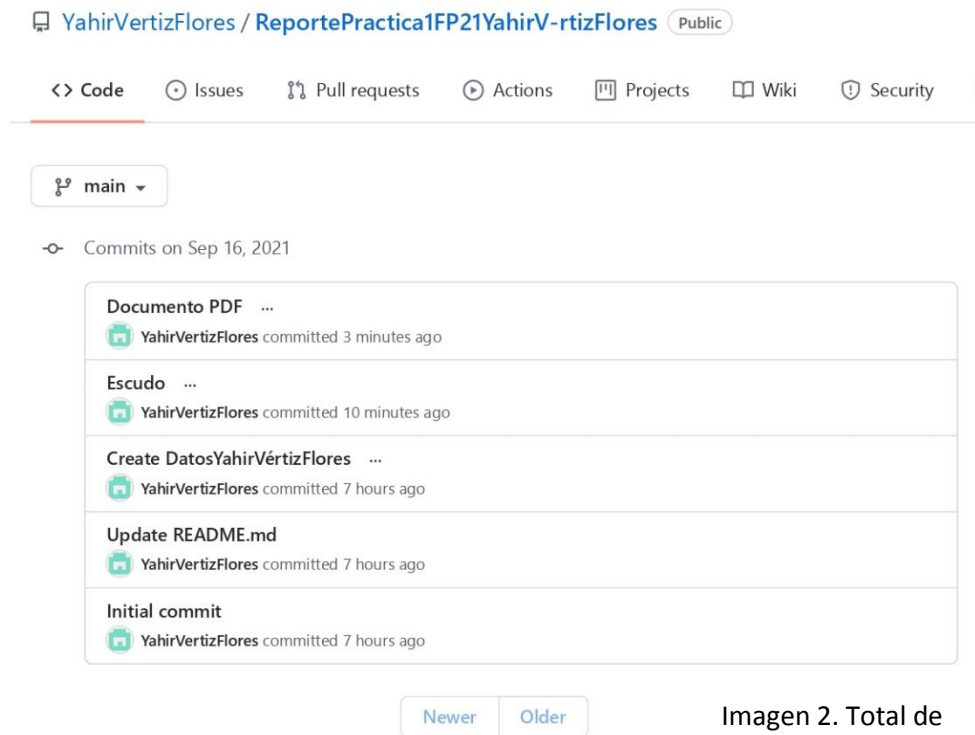 YahirVertizFlores / ReportePractica1FP21YahirV-rtizFlores Public
<> Code Issues Pull requests Actions Projects Wiki Security
main
Commits on Sep 16, 2021
Documento PDF ...
YahirVertizFlores committed 3 minutes ago
Escudo ...
YahirVertizFlores committed 10 minutes ago
Create DatosYahirVértizFlores ...
YahirVertizFlores committed 7 hours ago
Update README.md
YahirVertizFlores committed 7 hours ago
Initial commit
YahirVertizFlores committed 7 hours ago
Newer Older Imagen 2. Total de